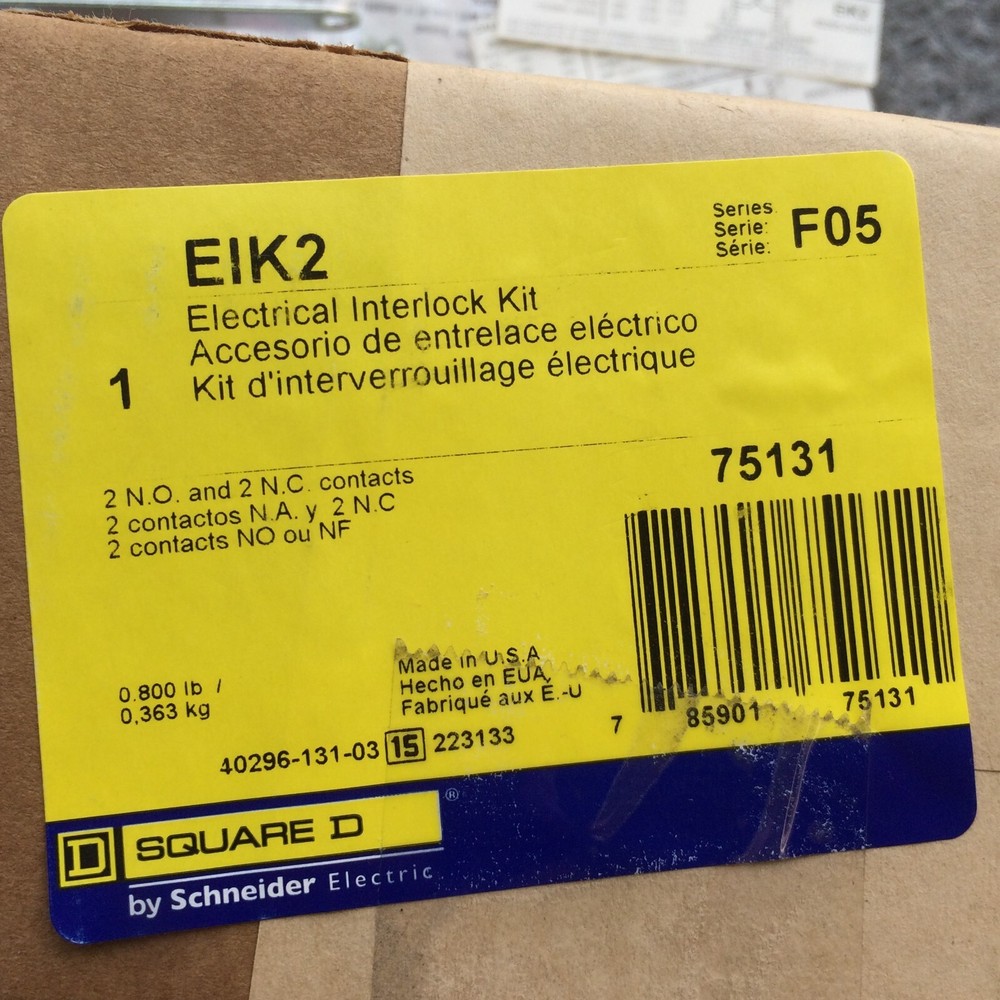 EIK2
Series
Serie:
Série:
F05
Electrical Interlock Kit
Accesorio de entrelace eléctrico
1
Kit d'interverrouillage électrique
75131
2 N.O. and 2 N.C. contacts
2 contactos N.A. y 2 N.C
2 contacts NO ou NF
0.800 lb /
0,363 kg
Made in U.S.A
Hecho en EUA,
Fabriqué aux É.-U
7 85901 75131
40296-131-03 15 223133
D SQUARE D ®
by Schneider Electric